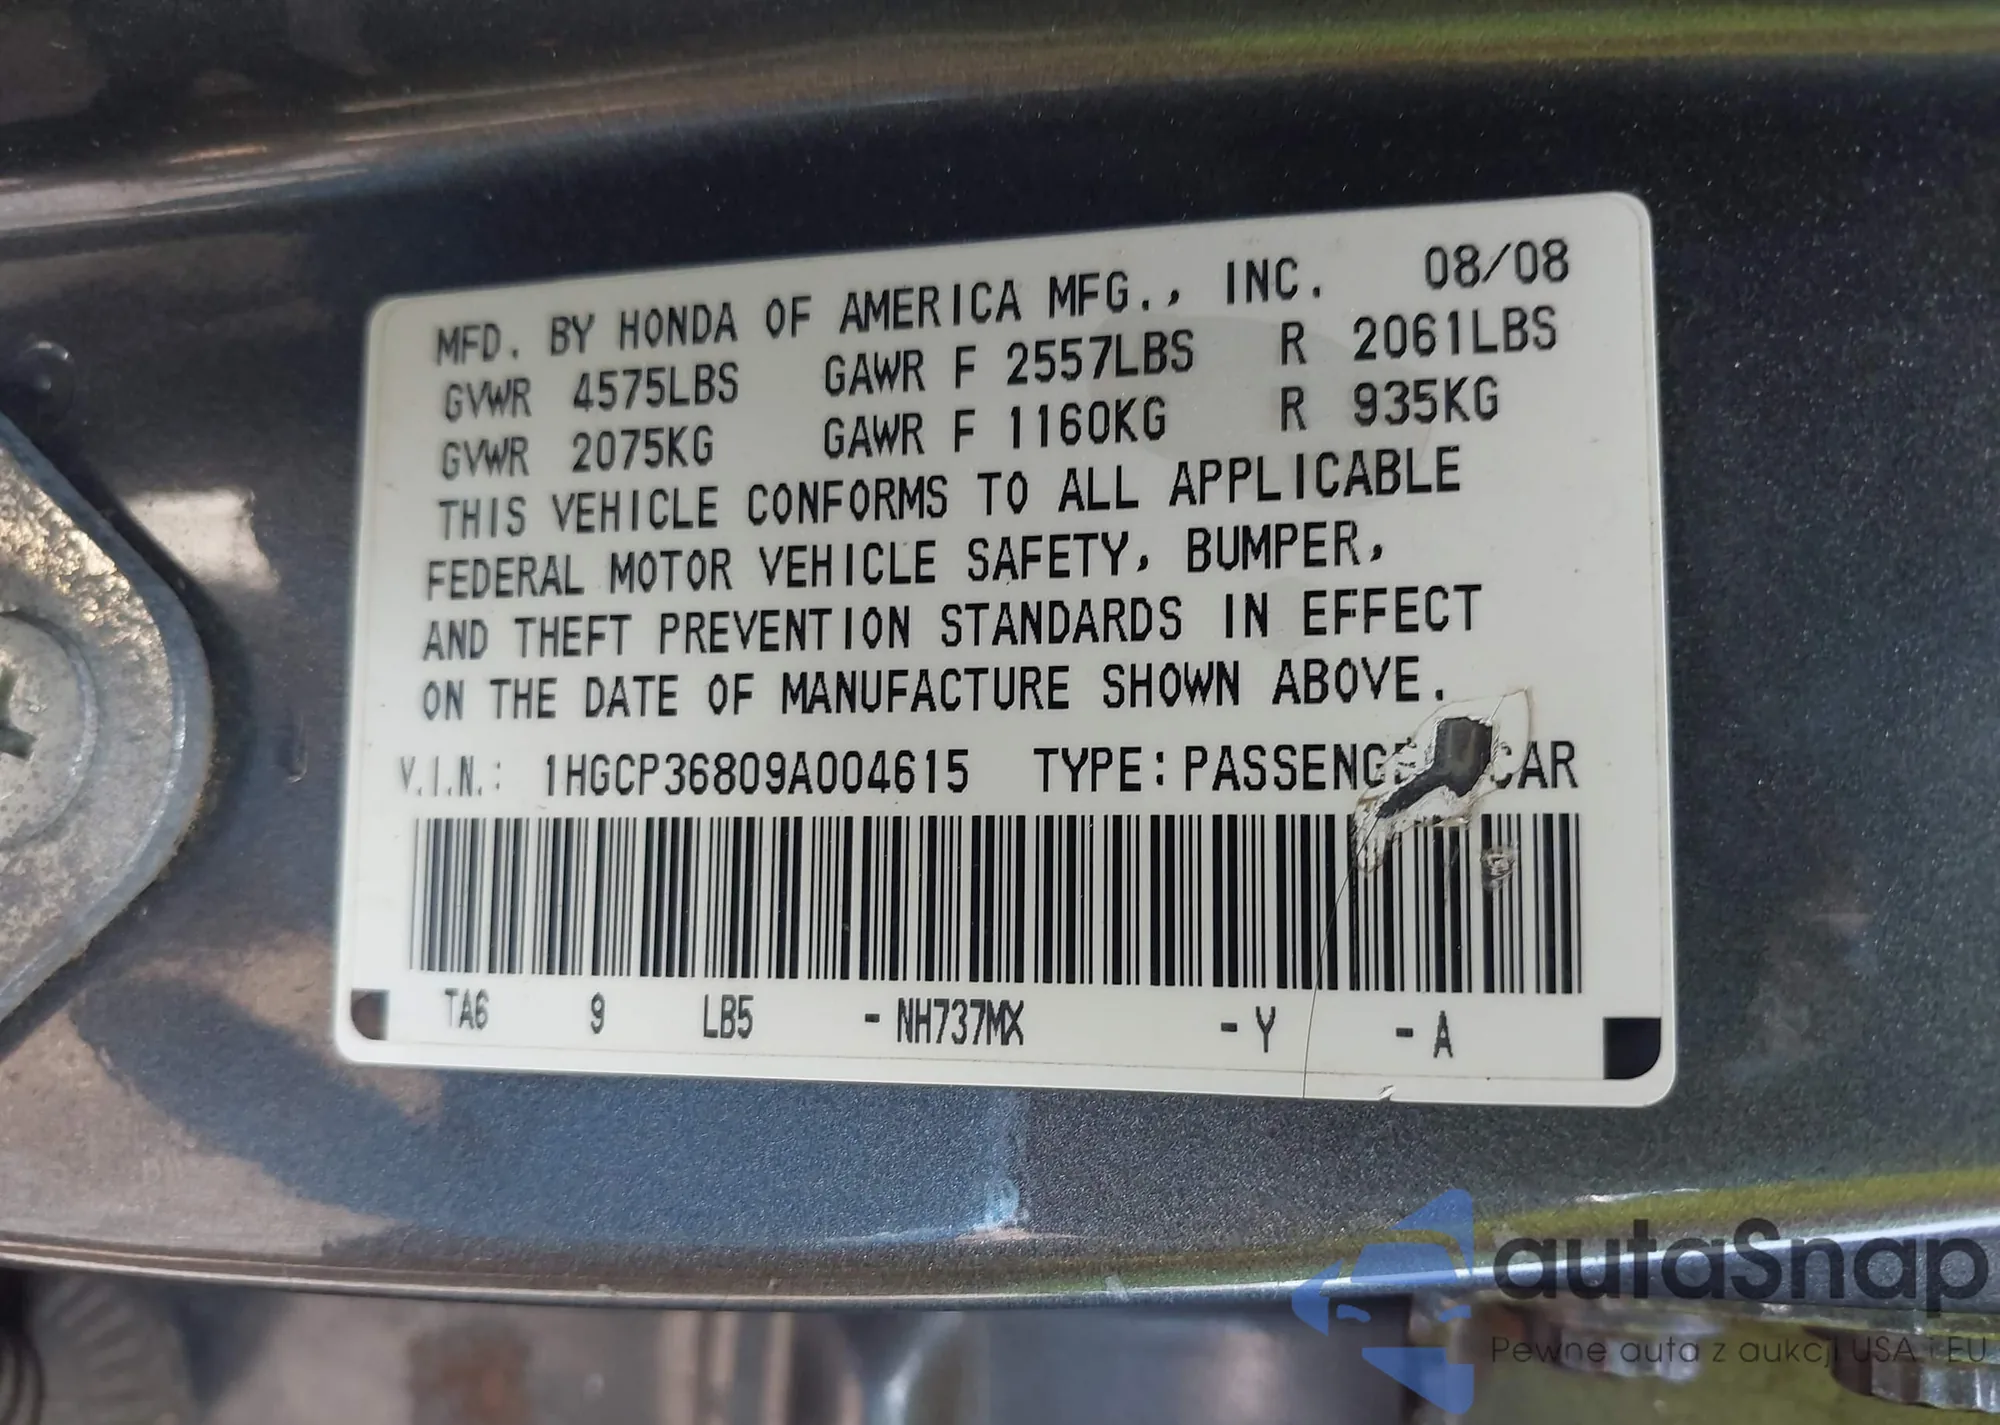 MFD. BY HONDA OF AMERICA MFG., INC. 08/08
GVWR 4575LBS GAWR F 2557LBS R 2061LBS
GVWR 2075KG GAWR F 1160KG R 935KG
THIS VEHICLE CONFORMS TO ALL APPLICABLE
FEDERAL MOTOR VEHICLE SAFETY, BUMPER,
AND THEFT PREVENTION STANDARDS IN EFFECT
ON THE DATE OF MANUFACTURE SHOWN ABOVE.
V.I.N.: 1HGCP36809A004615 TYPE: CAR
TA6 9 LB5 -NH737MX -Y -A
autaSnap
Pewne auta z aukcji USA i EU